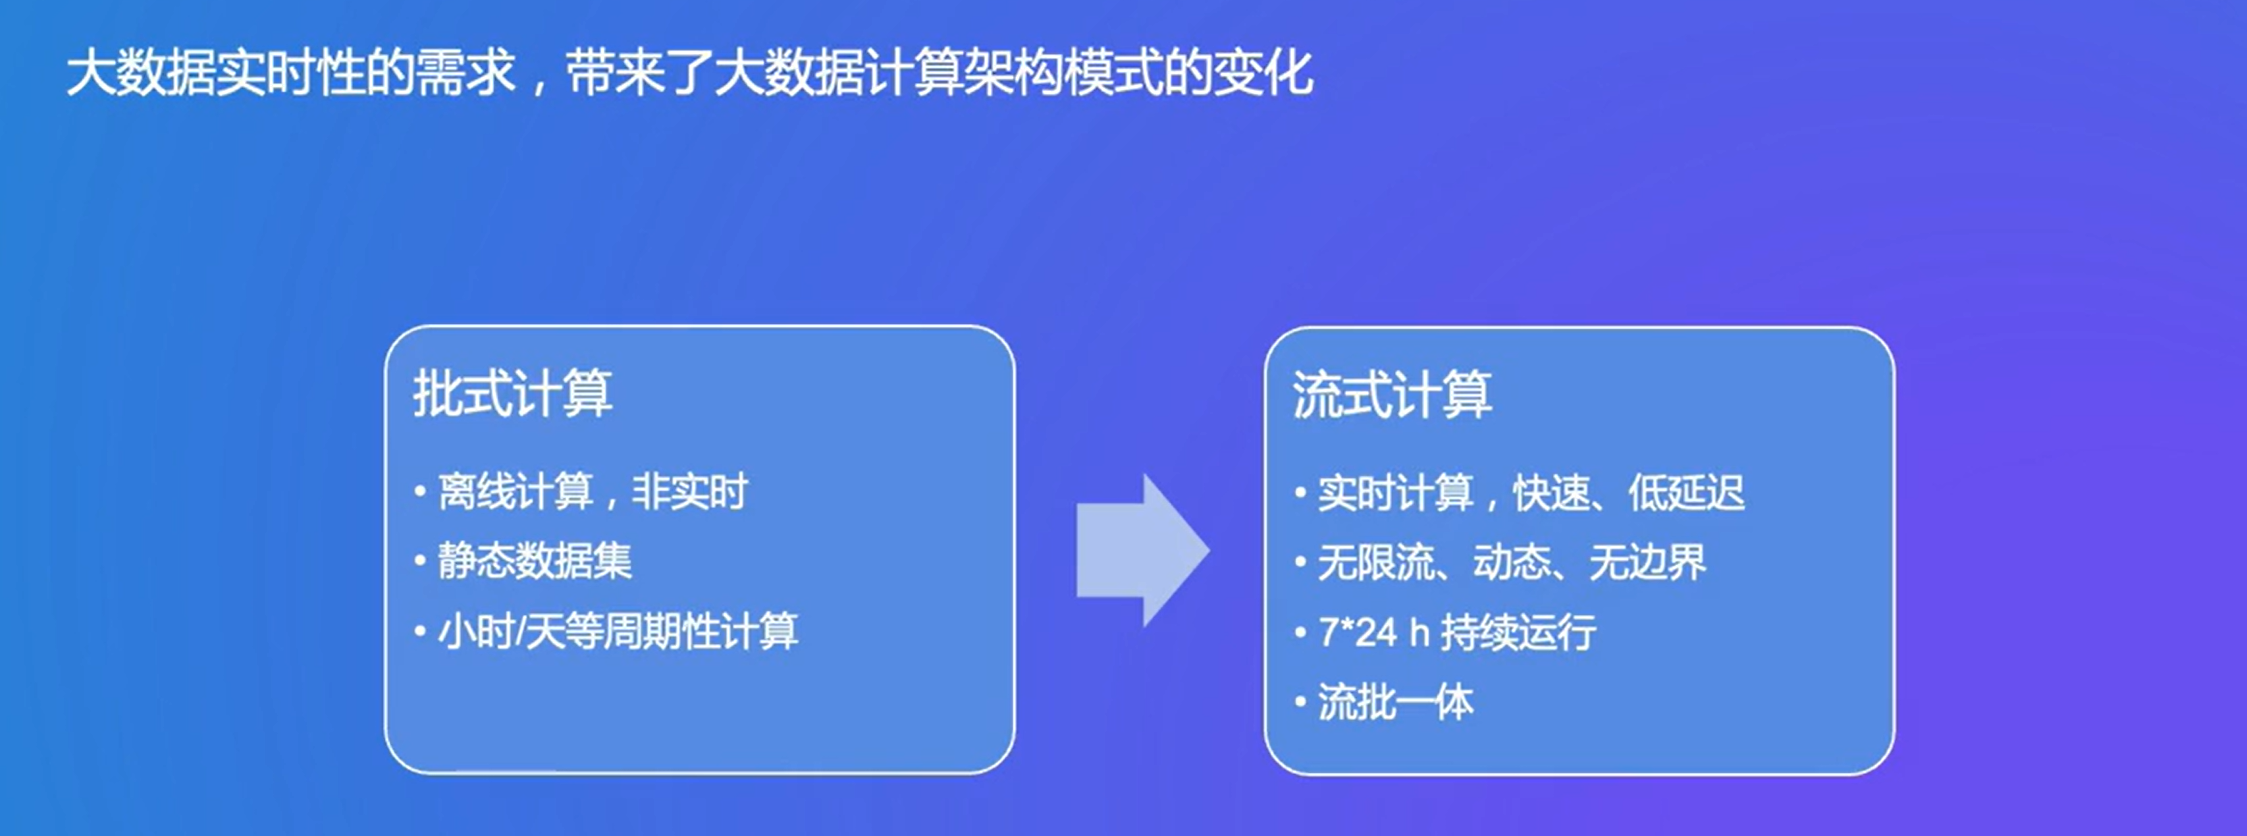 大数据实时性的需求，带来了大数据计算架构模式的变化
批式计算
• 离线计算，非实时
• 静态数据集
• 小时/天等周期性计算
流式计算
• 实时计算，快速、低延迟
• 无限流、动态、无边界
• 7*24 h 持续运行
• 流批一体